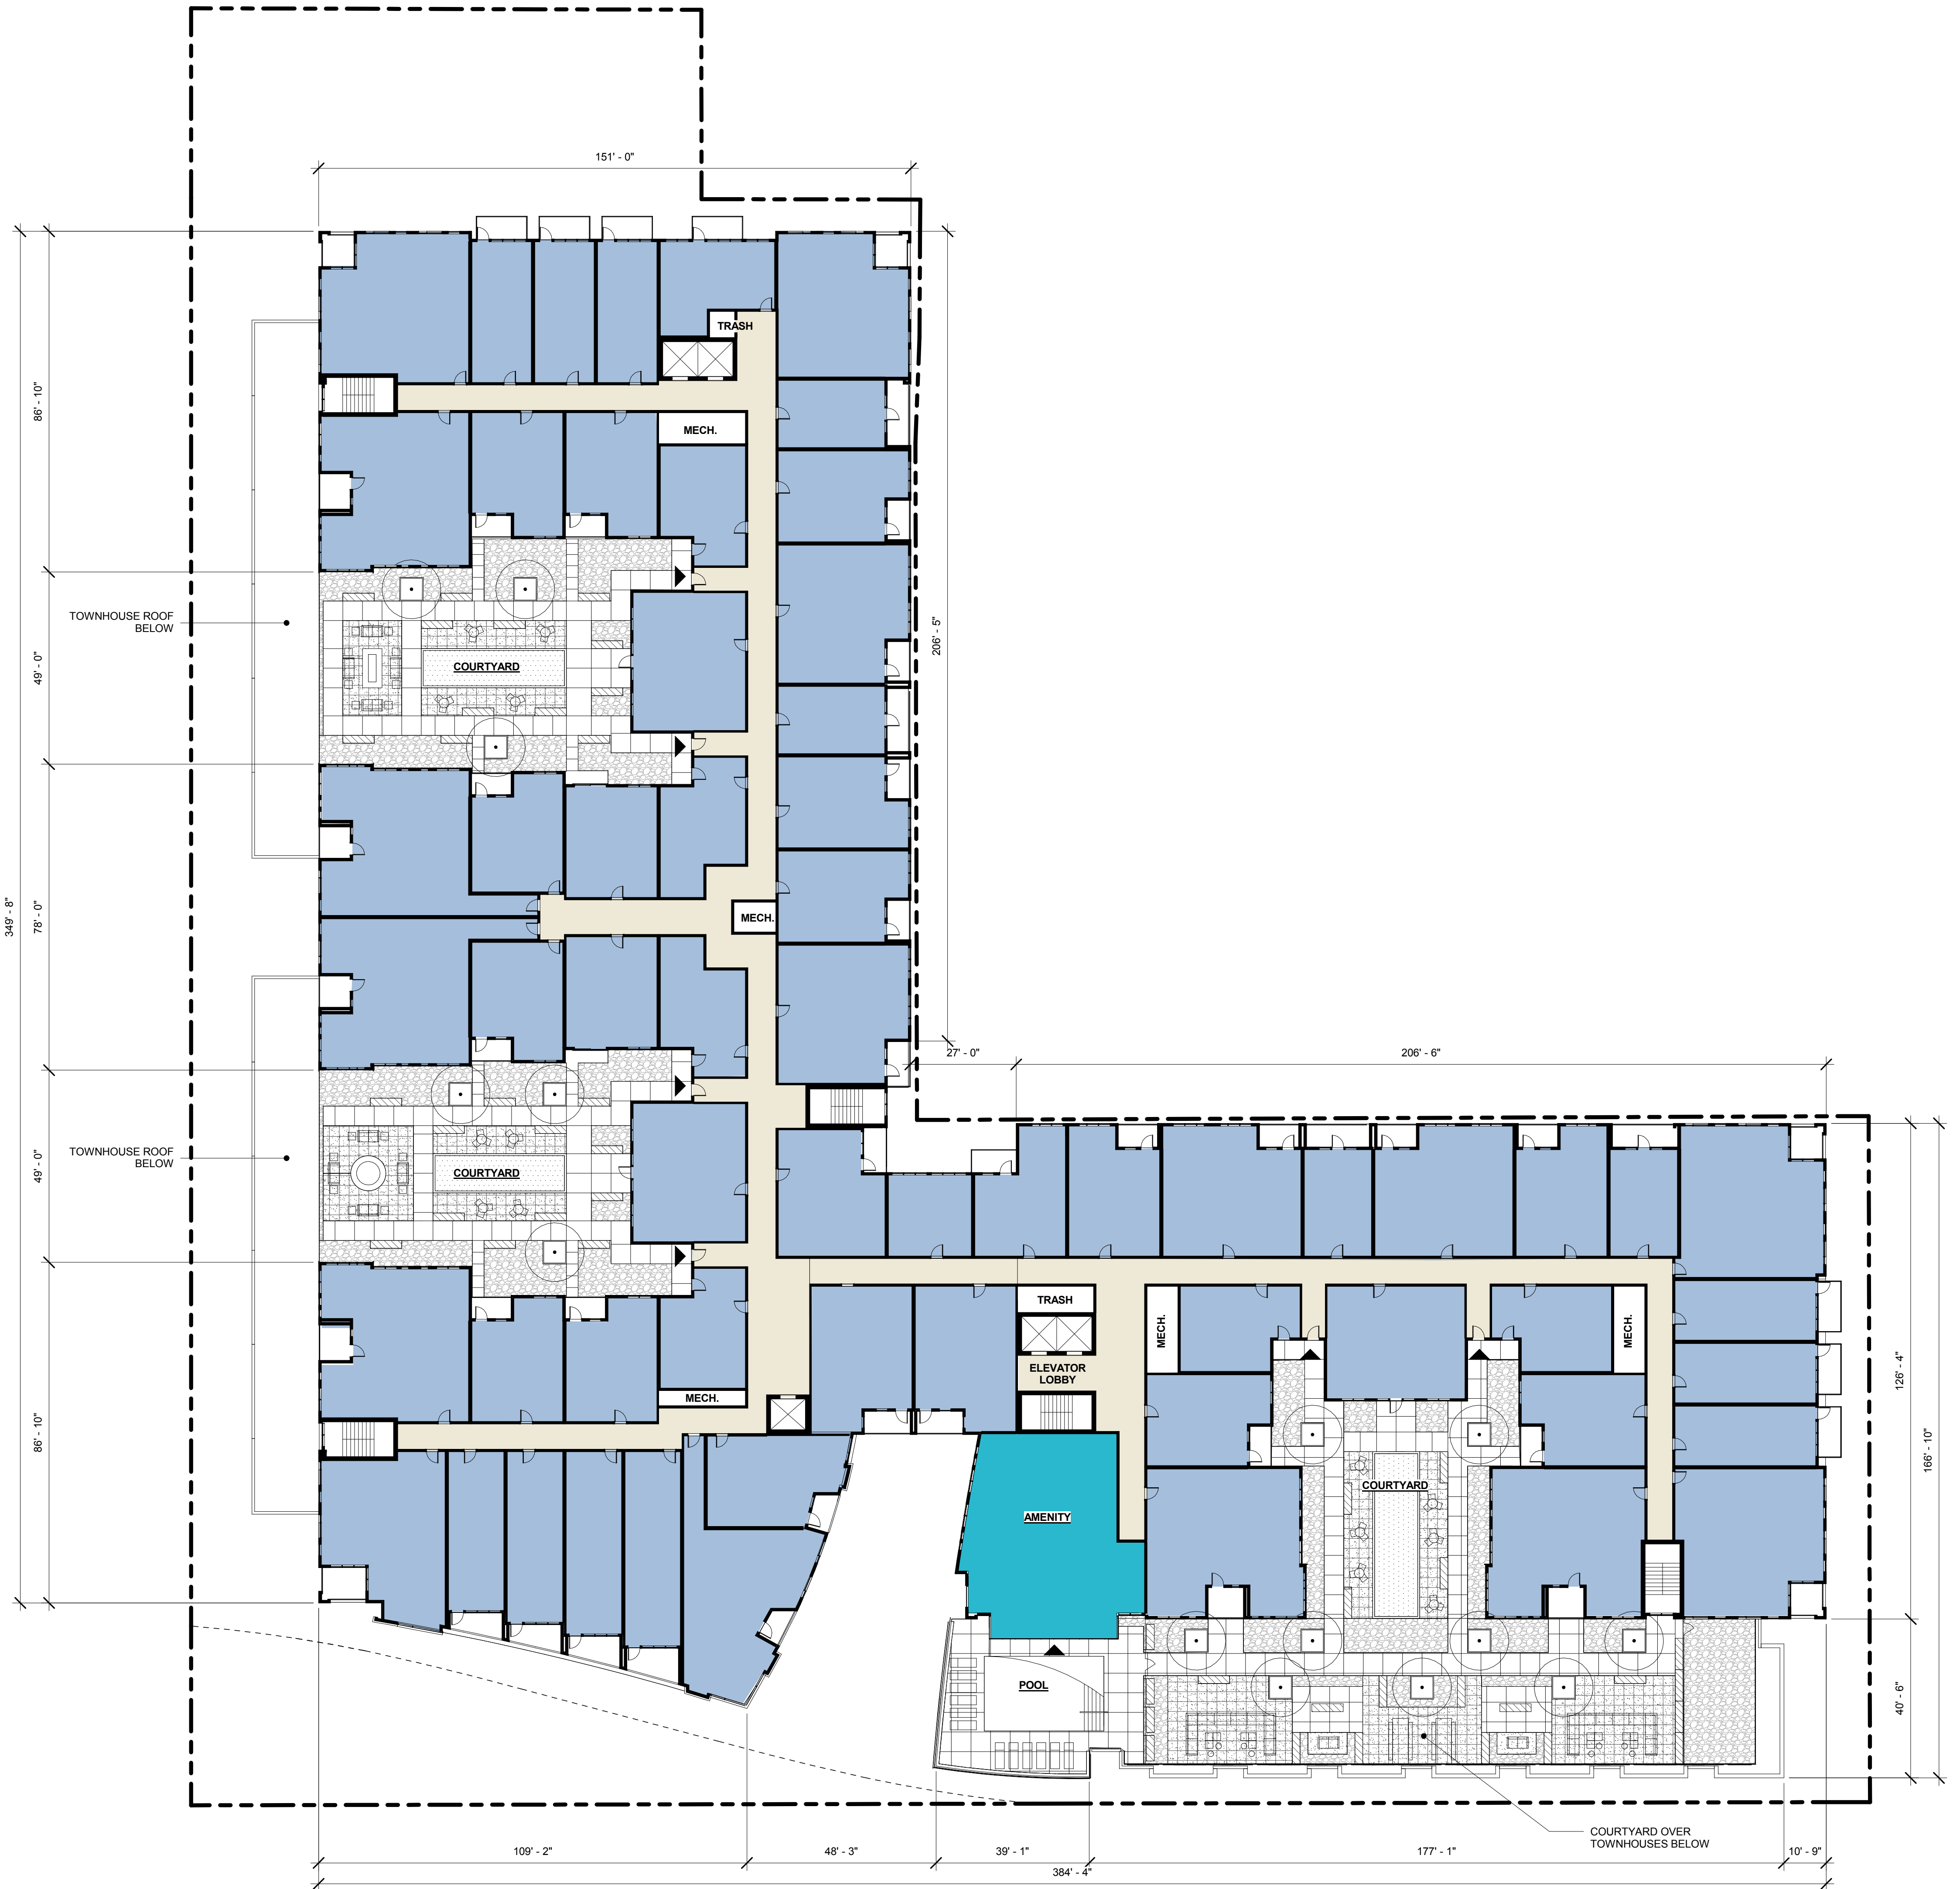 151' - 0"
TRASH
86' - 10"
MECH.
206' - 5"
TOWNHOUSE ROOF
BELOW
49' - 0"
COURTYARD
349' - 8"
78' - 0"
MECH.
27' - 0"
206' - 6"
TOWNHOUSE ROOF
BELOW
49' - 0"
COURTYARD
TRASH
MECH.
MECH.
ELEVATOR
LOBBY
126' - 4"
MECH.
86' - 10"
166' - 10"
COURTYARD
AMENITY
POOL
40' - 6"
COURTYARD OVER
TOWNHOUSES BELOW
109' - 2"
48' - 3"
39' - 1"
177' - 1"
10' - 9"
384' - 4"